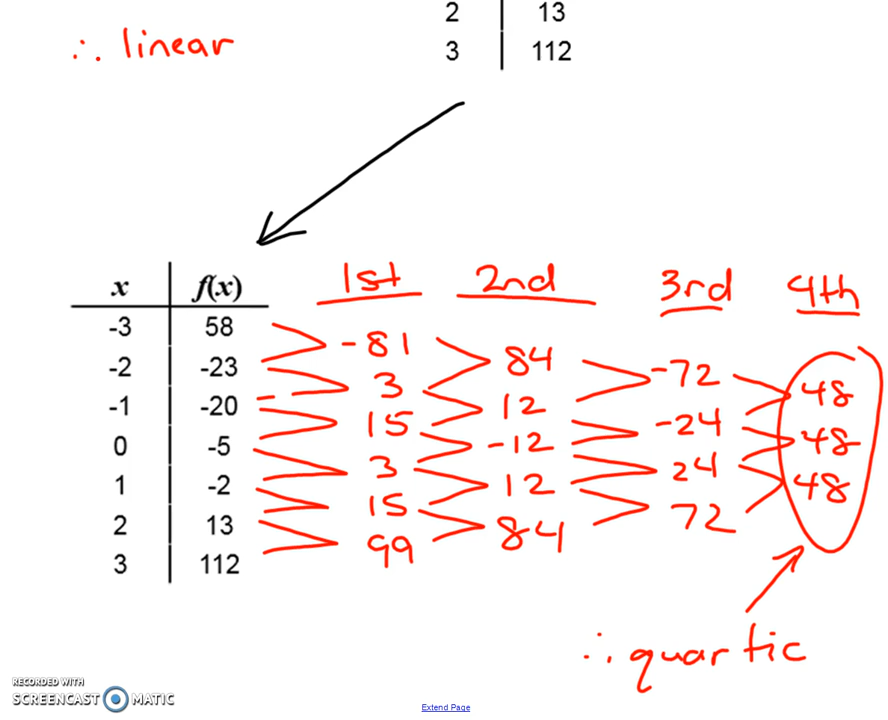 2 13
∴ linear
3 112
1st 2nd 3rd 4th
x f(x)
-3 58
-81
-2 -23 84
-72
3 48
-1 -20 12
15 -24
0 -5 -12 48
3 24
1 -2 12 48
15
2 13 72
84
99
3 112
∴ quartic
RECORDED WITH
SCREENCAST MATIC
Extend Page